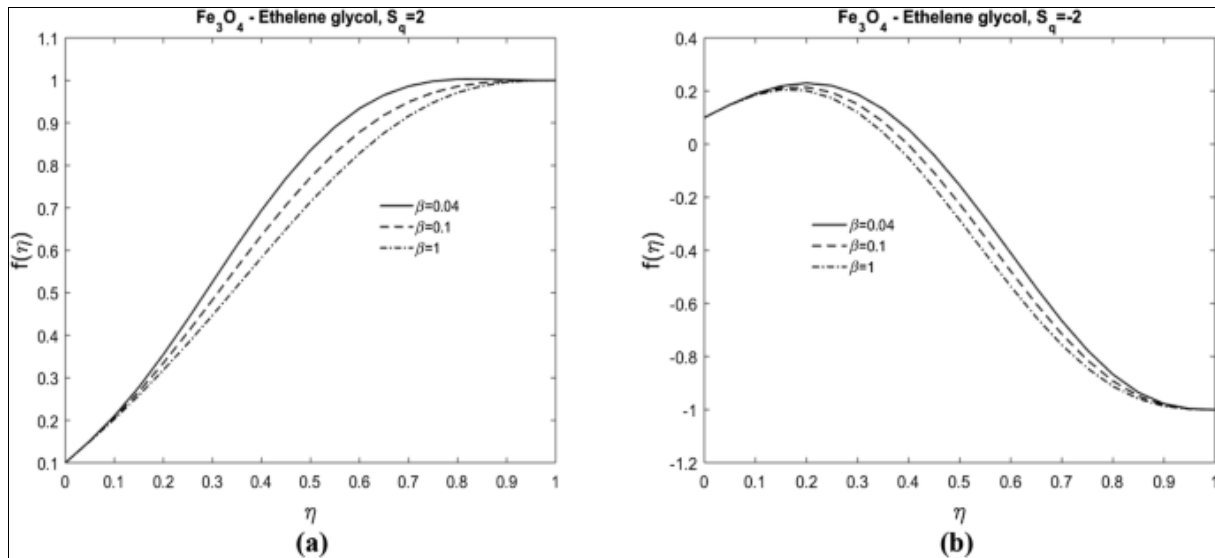 Fe₃O₄ - Ethelene glycol, S_q=2
1.1
1
0.9
0.8
0.7
0.6
0.5
0.4
0.3
0.2
0.1
f(η)
β=0.04
β=0.1
β=1
0 0.1 0.2 0.3 0.4 0.5 0.6 0.7 0.8 0.9 1
η
(a)
Fe₃O₄ - Ethelene glycol, S_q=-2
0.4
0.2
0
-0.2
-0.4
-0.6
-0.8
-1
-1.2
f(η)
β=0.04
β=0.1
β=1
0 0.1 0.2 0.3 0.4 0.5 0.6 0.7 0.8 0.9 1
η
(b)